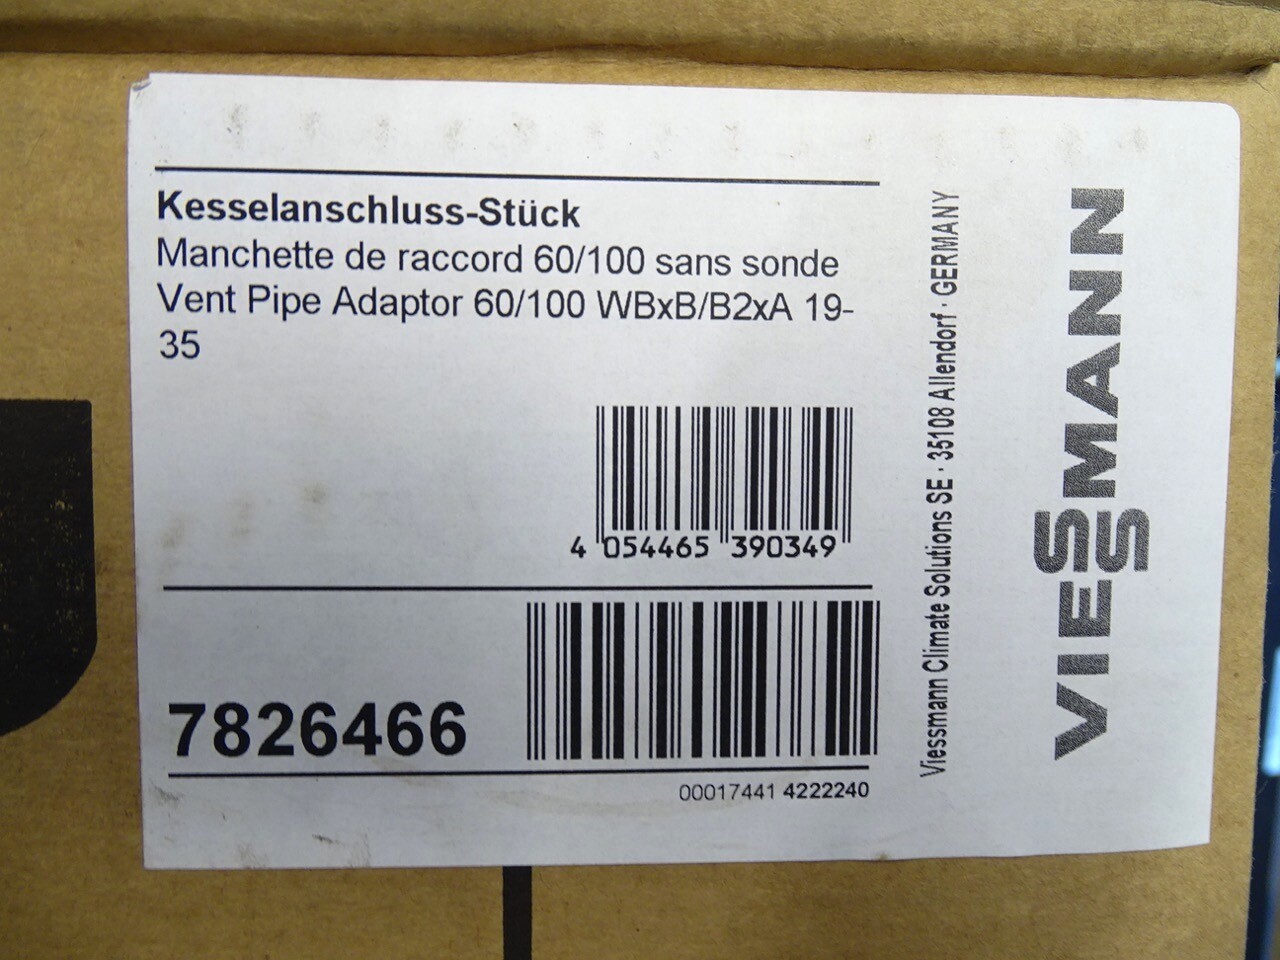 Kesselanschluss-Stück
Manchette de raccord 60/100 sans sonde
Vent Pipe Adaptor 60/100 WBxB/B2xA 19-
35
4 054465 390349
7826466
00017441 4222240
Viessmann Climate Solutions SE · 35108 Allendorf · GERMANY
VIESSMANN